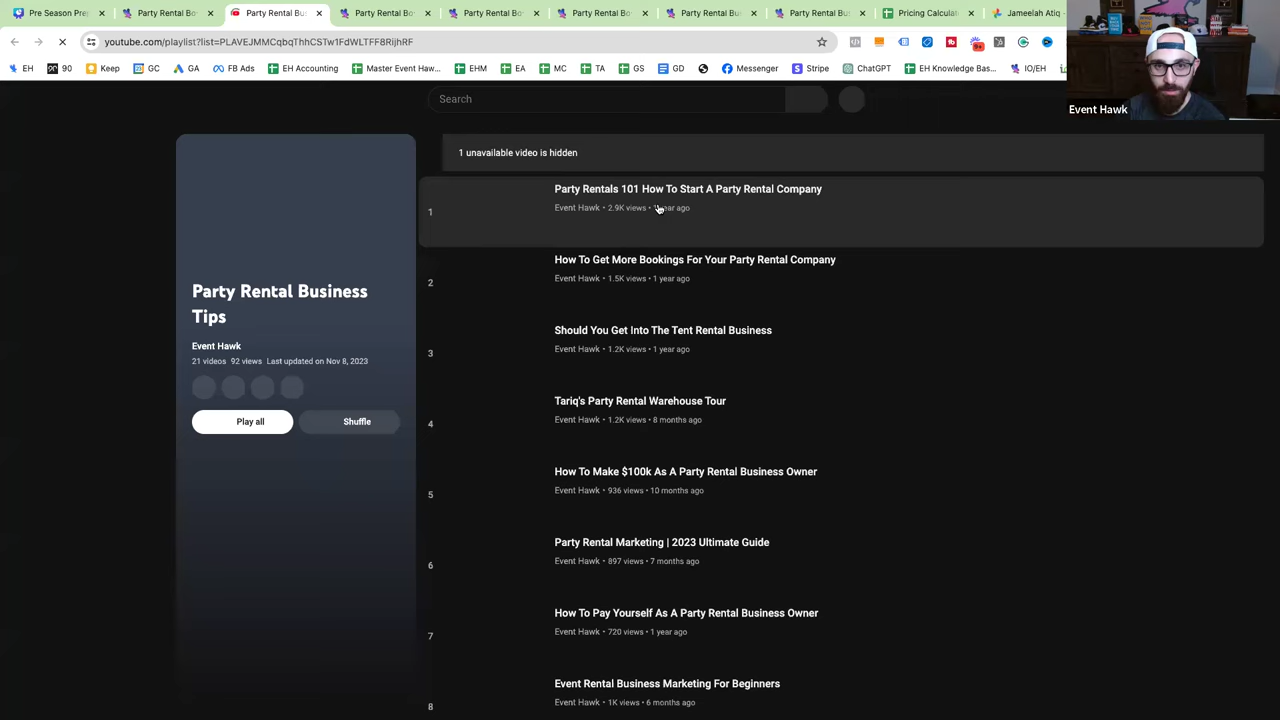 Pre Season Pre
Party Rental Bo
Party Rental Bus
Party Rental Bu
Party Rental Bu
Party Rental Bo
Party Rental Bu
Party Rental Bu
Pricing Calcula
Jameelah Atiq
youtube.com/playlist?list=PLAVEJMMCqbqThhCS1w1FdWLTFF8RijhRF
9+
EH
90
Keep
GC
GA
FB Ads
EH Accounting
Master Event Haw...
EA
MC
TA
GS
GD
Messenger
Stripe
ChatGPT
EH Knowledge Bas...
IO/EH
Event Hawk
Search
1 unavailable video is hidden
Party Rental Business
Tips
Event Hawk
21 videos 92 views Last updated on Nov 8, 2023
Play all
Shuffle
1
Party Rentals 101 How To Start A Party Rental Company
Event Hawk • 2.9K views • 1 year ago
2
How To Get More Bookings For Your Party Rental Company
Event Hawk • 1.5K views • 1 year ago
3
Should You Get Into The Tent Rental Business
Event Hawk • 1.2K views • 1 year ago
4
Tariq's Party Rental Warehouse Tour
Event Hawk • 1.2K views • 8 months ago
5
How To Make $100k As A Party Rental Business Owner
Event Hawk • 936 views • 10 months ago
6
Party Rental Marketing | 2023 Ultimate Guide
Event Hawk • 897 views • 7 months ago
7
How To Pay Yourself As A Party Rental Business Owner
Event Hawk • 720 views • 1 year ago
8
Event Rental Business Marketing For Beginners
Event Hawk • 1K views • 6 months ago